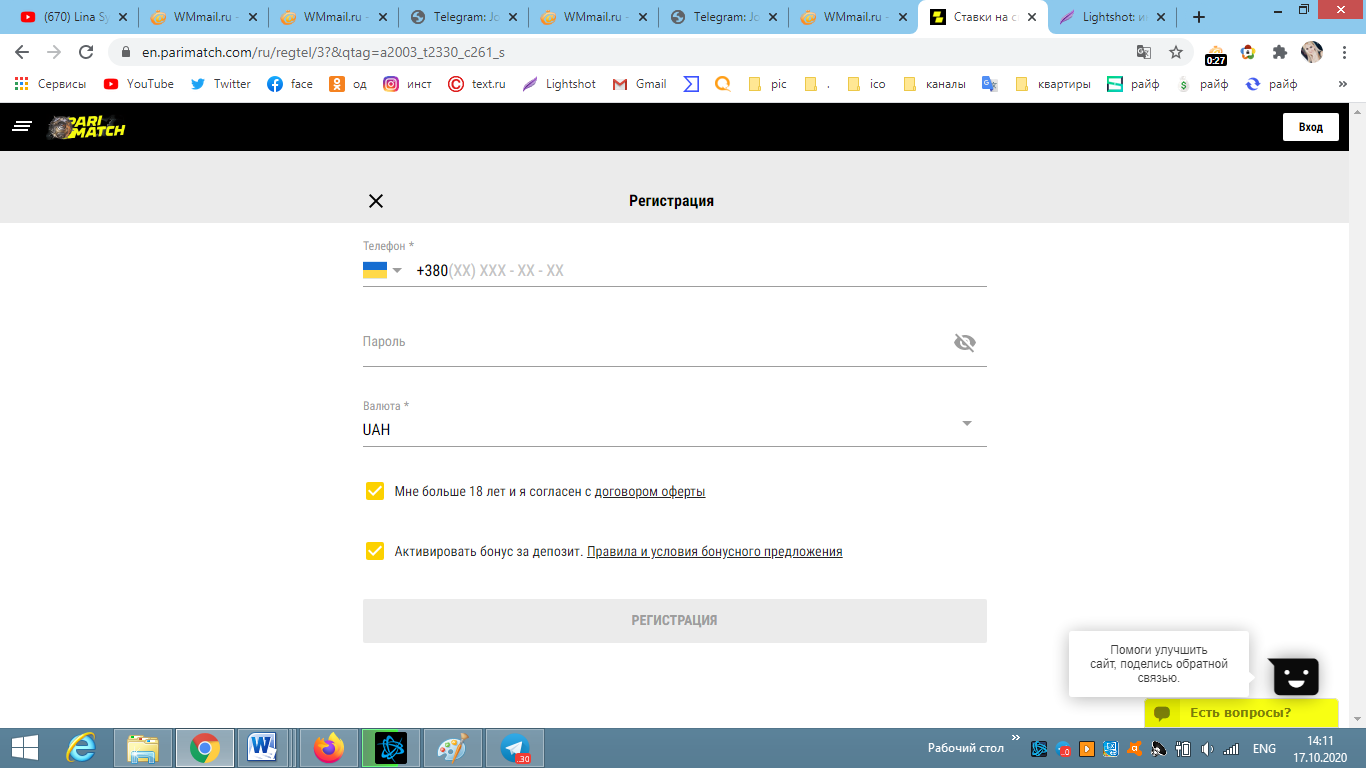 (670) Lina Sy
WMmail.ru -
WMmail.ru -
Telegram: Jo
WMmail.ru -
Telegram: Jo
WMmail.ru -
Ставки на с
Lightshot: и
en.parimatch.com/ru/regtel/37&qtag=a2003_t2330_c261_s
0:27
Сервисы
YouTube
Twitter
face
од
инст
text.ru
Lightshot
Gmail
pic
.
ico
каналы
квартиры
райф
райф
райф
»
PARI
MATCH
Вход
Регистрация
Телефон *
+380(XX) XXX - XX - XX
Пароль
Валюта *
UAH
Мне больше 18 лет и я согласен с договором оферты
Активировать бонус за депозит. Правила и условия бонусного предложения
РЕГИСТРАЦИЯ
Помоги улучшить
сайт, поделись обратной
связью.
Есть вопросы?
Рабочий стол
»
ENG
14:11
17.10.2020
30